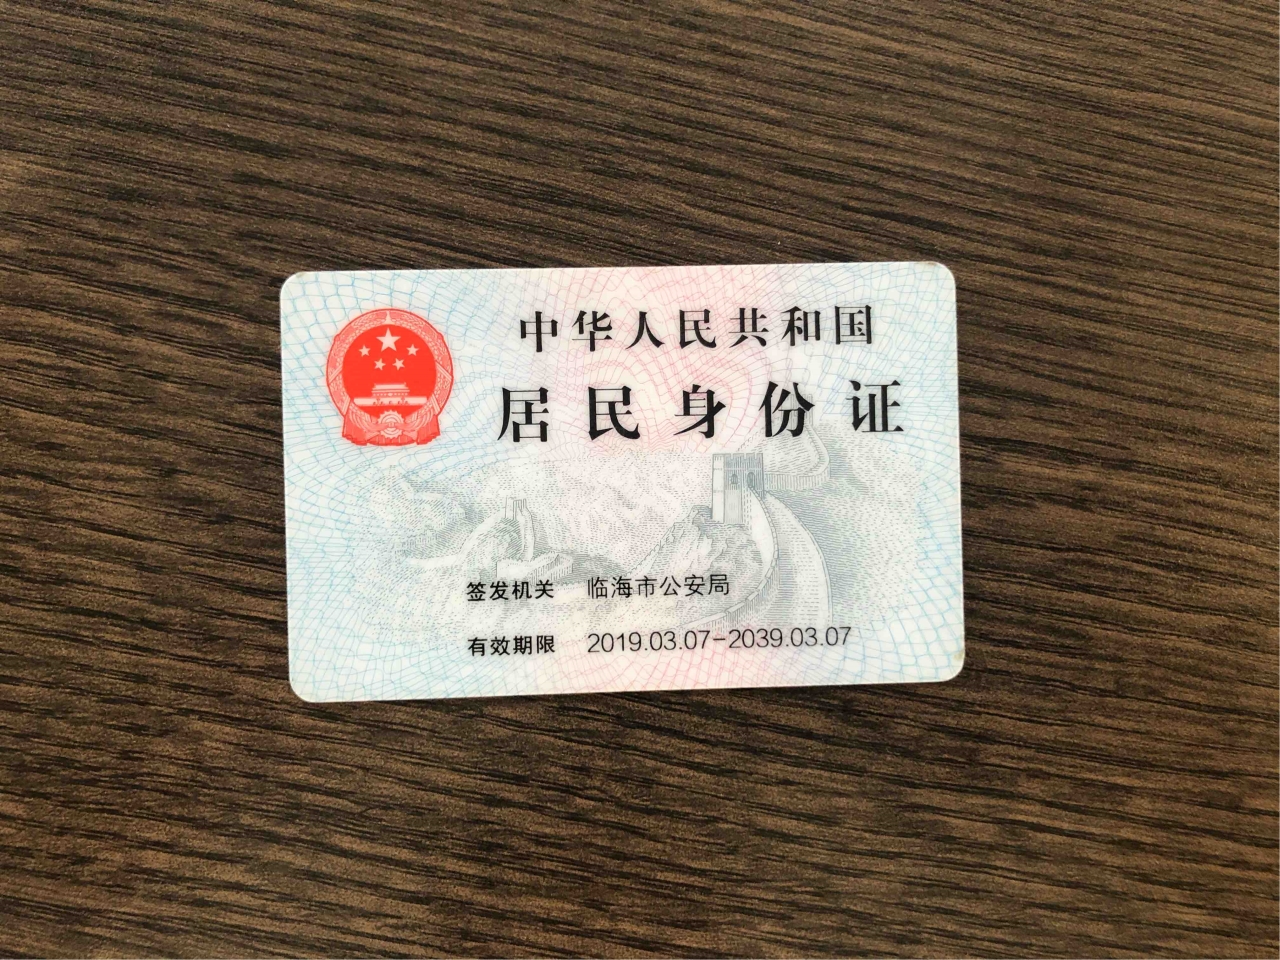 中华人民共和国
居民身份证
签发机关 临海市公安局
有效期限 2019.03.07-2039.03.07